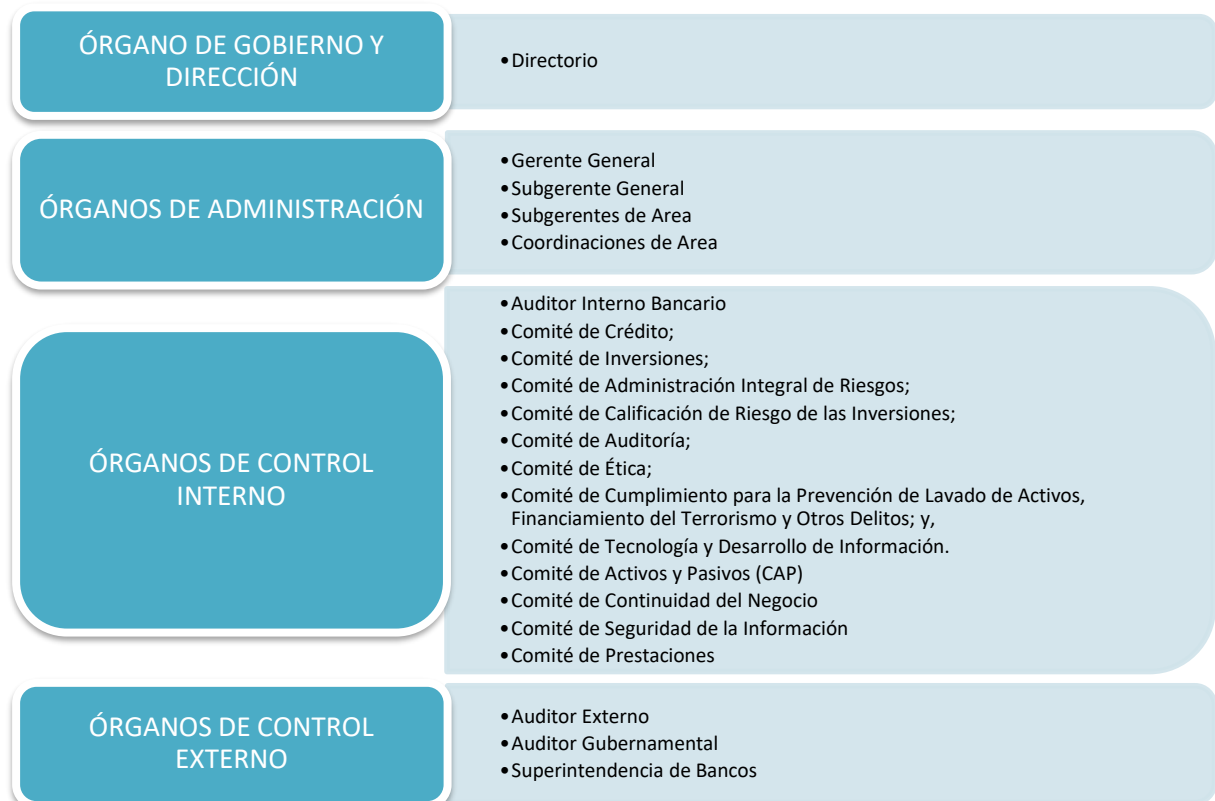 ÓRGANO DE GOBIERNO Y
DIRECCIÓN
•Directorio
ÓRGANOS DE ADMINISTRACIÓN
•Gerente General
•Subgerente General
•Subgerentes de Area
•Coordinaciones de Area
ÓRGANOS DE CONTROL
INTERNO
•Auditor Interno Bancario
•Comité de Crédito;
•Comité de Inversiones;
•Comité de Administración Integral de Riesgos;
•Comité de Calificación de Riesgo de las Inversiones;
•Comité de Auditoría;
•Comité de Ética;
•Comité de Cumplimiento para la Prevención de Lavado de Activos,
Financiamiento del Terrorismo y Otros Delitos; y,
•Comité de Tecnología y Desarrollo de Información.
•Comité de Activos y Pasivos (CAP)
•Comité de Continuidad del Negocio
•Comité de Seguridad de la Información
•Comité de Prestaciones
ÓRGANOS DE CONTROL
EXTERNO
•Auditor Externo
•Auditor Gubernamental
•Superintendencia de Bancos